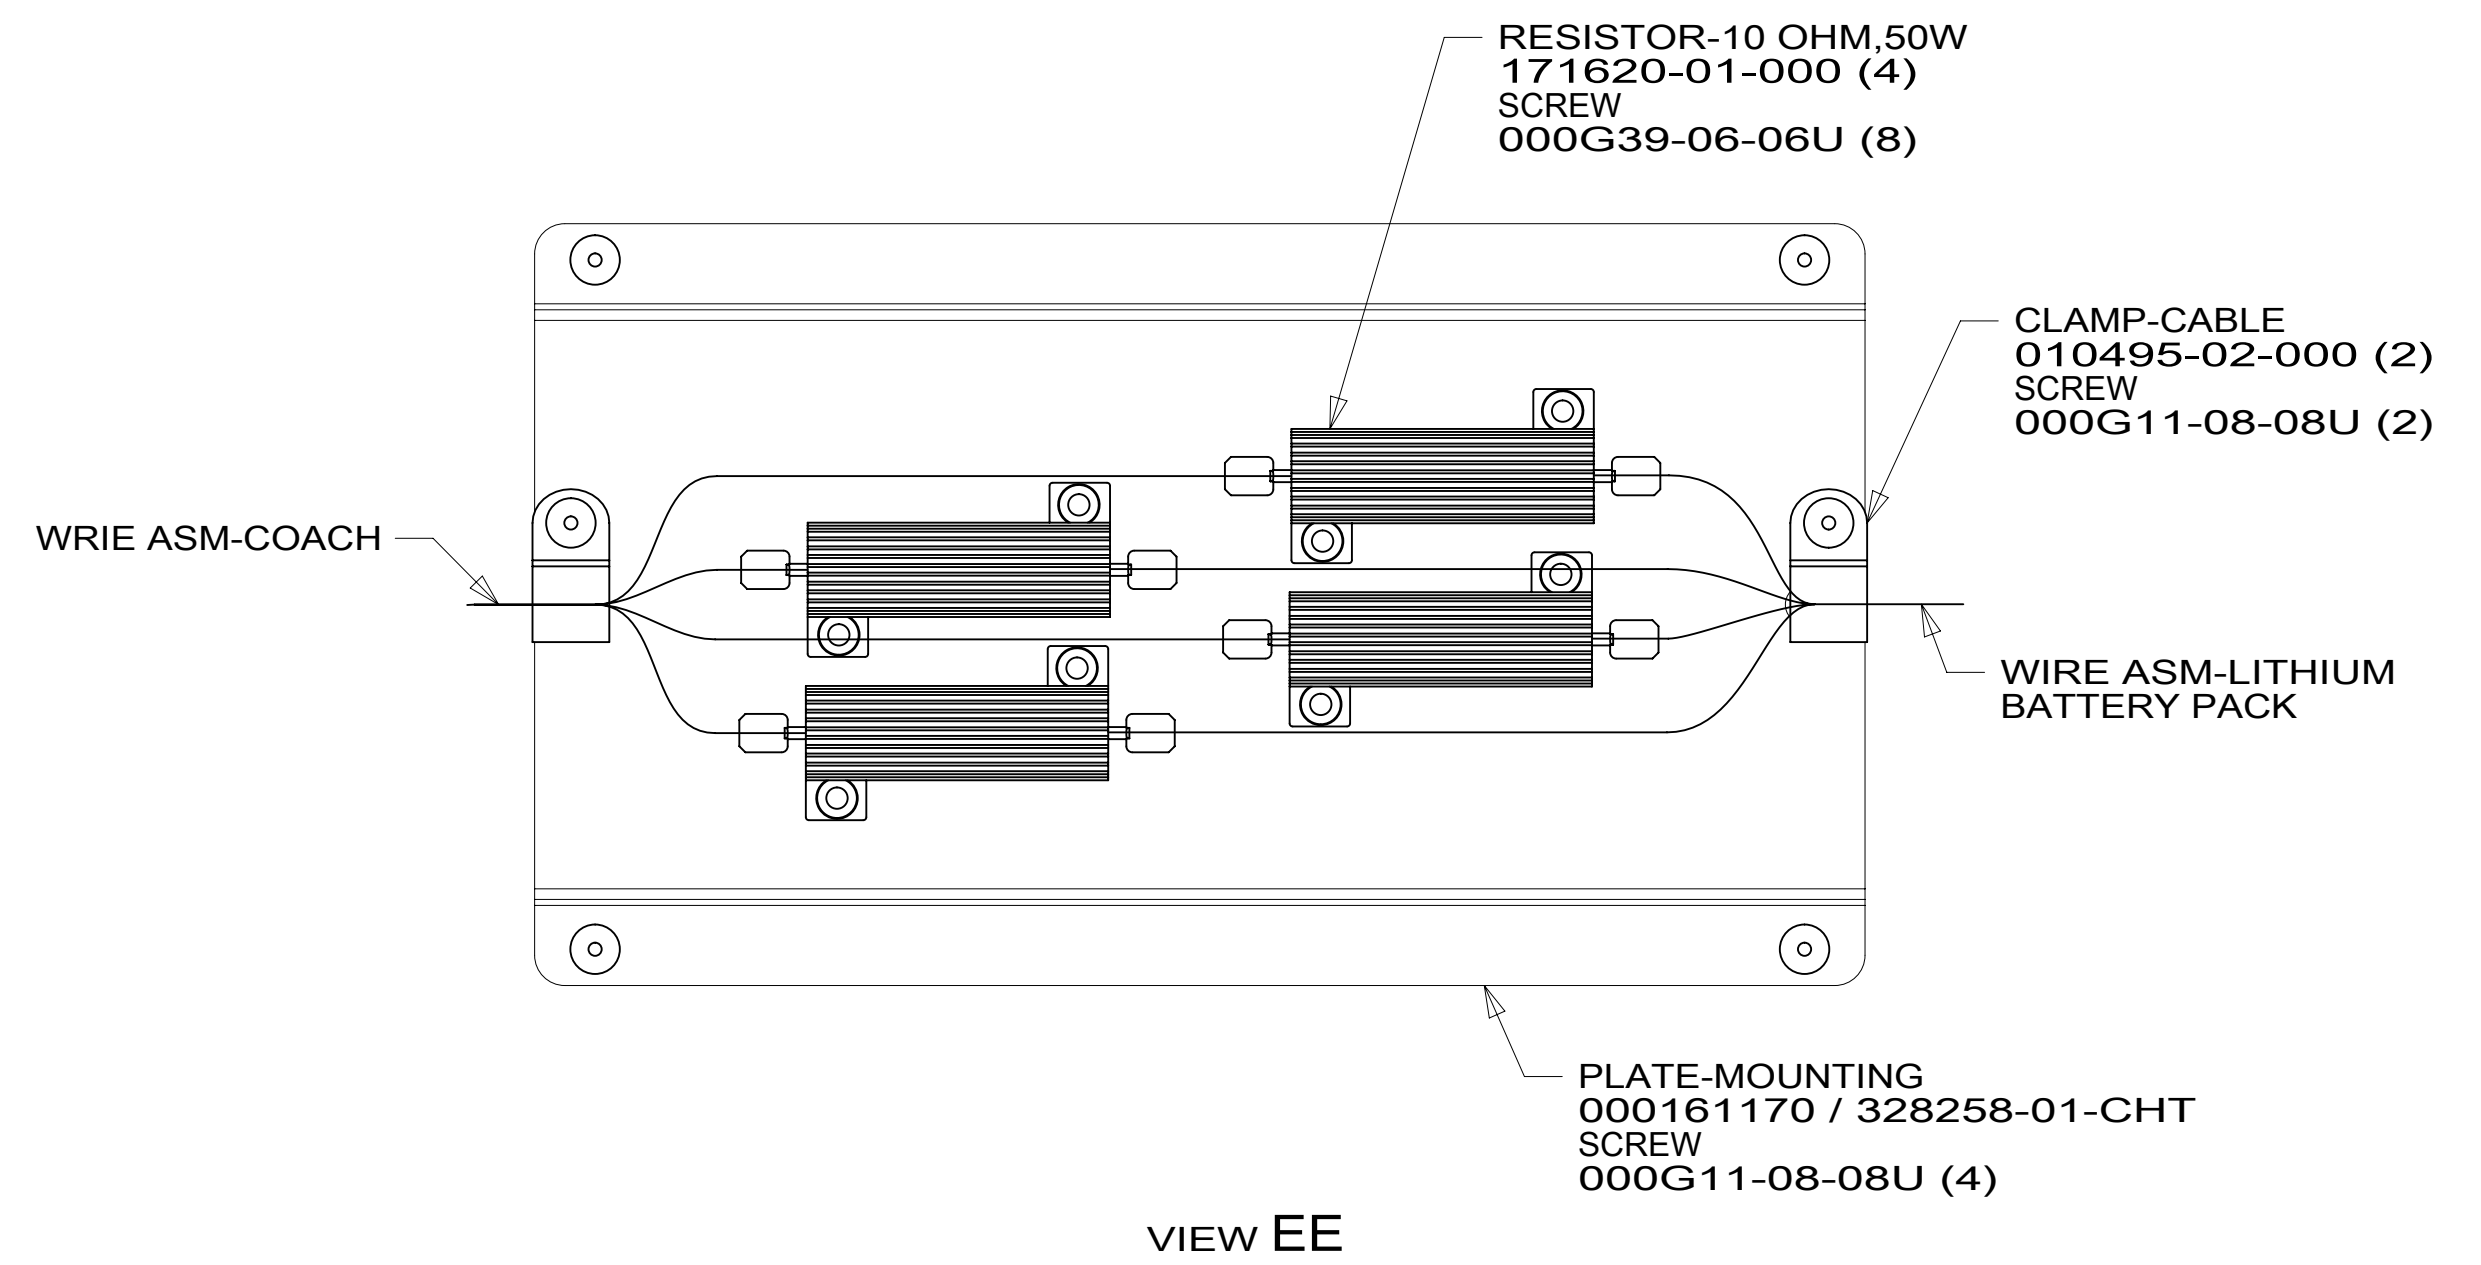 RESISTOR-10 OHM,50W
171620-01-000 (4)
SCREW
000G39-06-06U (8)
CLAMP-CABLE
010495-02-000 (2)
SCREW
000G11-08-08U (2)
WRIE ASM-COACH
WIRE ASM-LITHIUM
BATTERY PACK
PLATE-MOUNTING
000161170 / 328258-01-CHT
SCREW
000G11-08-08U (4)
VIEW EE